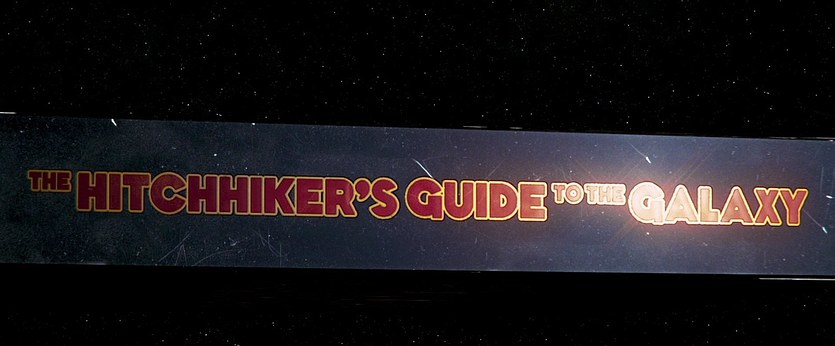 THE HITCHHIKER'S GUIDE TO THE GALAXY